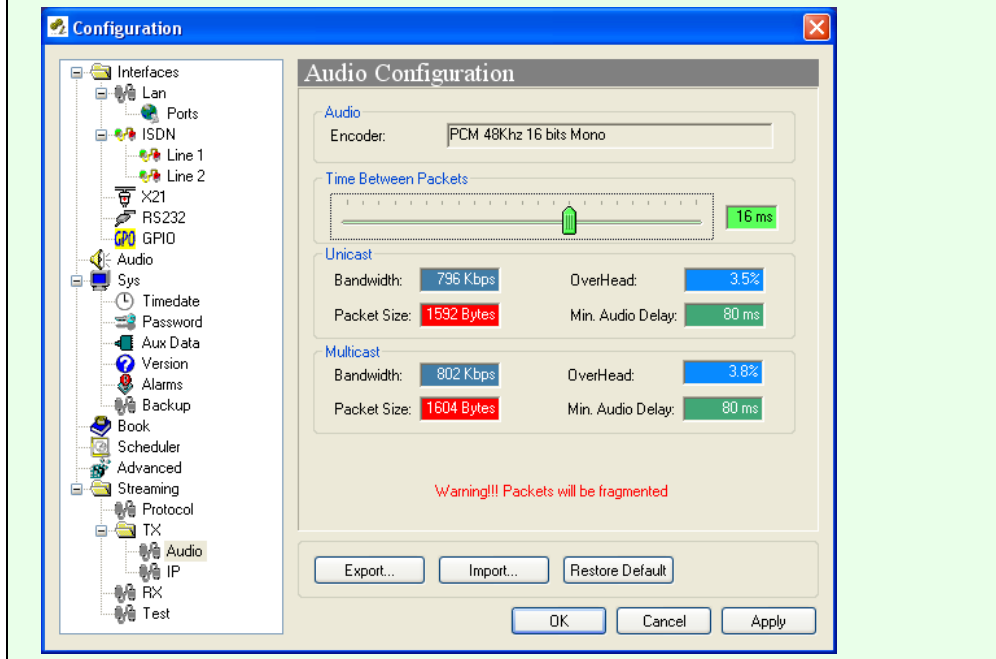 Configuration
Interfaces
Lan
Ports
ISDN
Line 1
Line 2
X21
RS232
GPO GPIO
Audio
Sys
Timedate
Password
Aux Data
Version
Alarms
Backup
Book
Scheduler
Advanced
Streaming
Protocol
TX
Audio
IP
RX
Test
Audio Configuration
Audio
Encoder: PCM 48Khz 16 bits Mono
Time Between Packets
16 ms
Unicast
Bandwidth: 796 Kbps OverHead: 3.5%
Packet Size: 1592 Bytes Min. Audio Delay: 80 ms
Multicast
Bandwidth: 802 Kbps OverHead: 3.8%
Packet Size: 1604 Bytes Min. Audio Delay: 80 ms
Warning!!! Packets will be fragmented
Export... Import... Restore Default
OK Cancel Apply